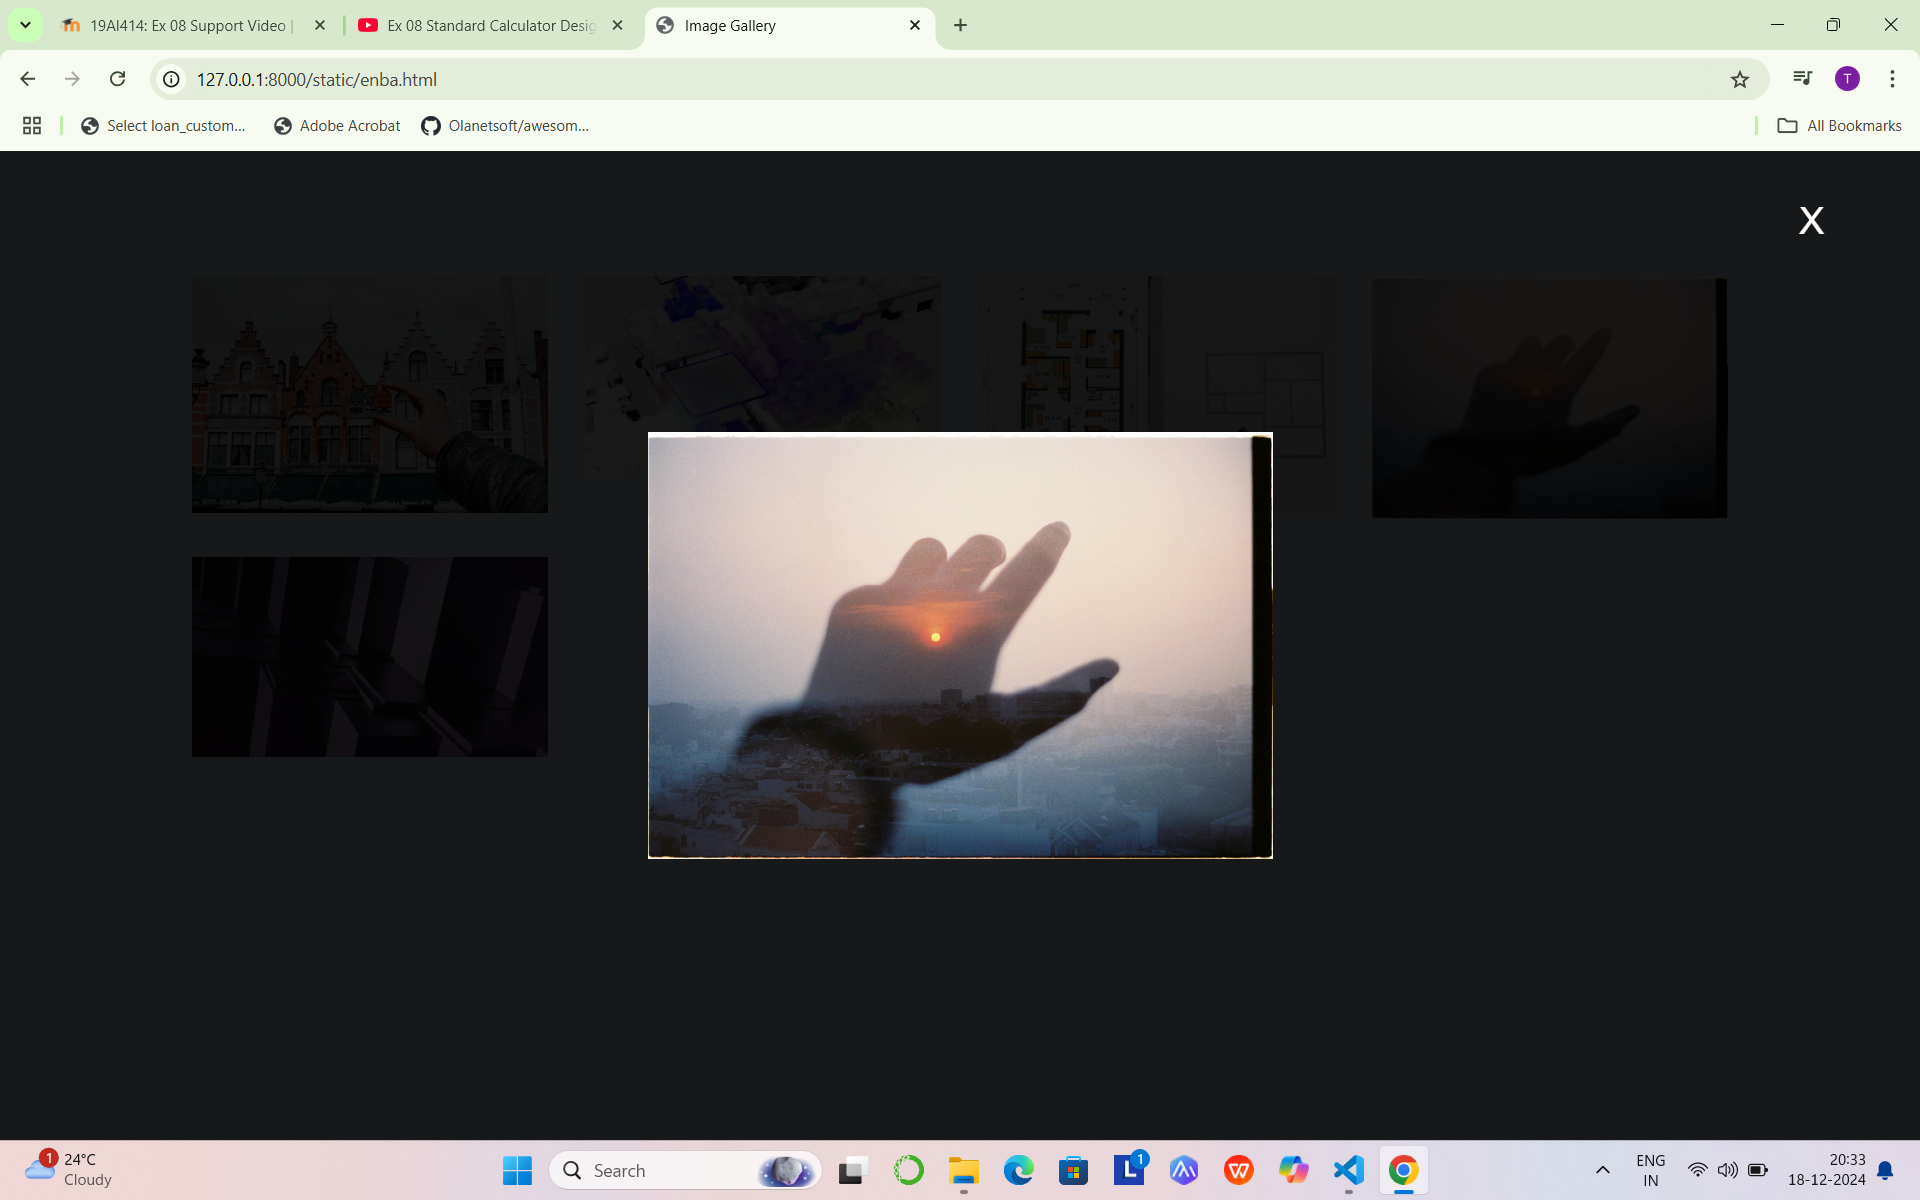 19AI414: Ex 08 Support Video |
Ex 08 Standard Calculator Desig
Image Gallery
127.0.0.1:8000/static/enba.html
T
Select loan_custom...
Adobe Acrobat
Olanetsoft/awesom...
All Bookmarks
X
1
24°C
Cloudy
Search
L
1
W
ENG
IN
20:33
18-12-2024